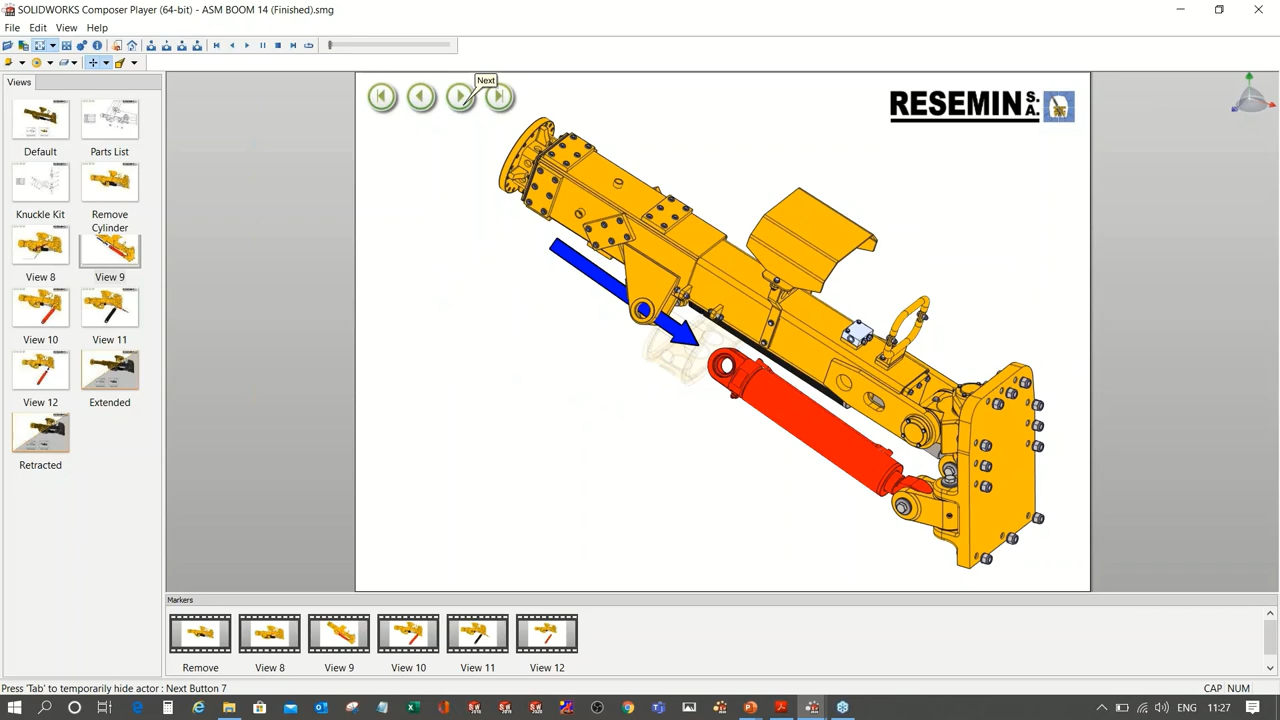 SOLIDWORKS Composer Player (64-bit) - ASM BOOM 14 (Finished).smg
File Edit View Help
Views
Default Parts List
Knuckle Kit Remove Cylinder
View 8 View 9
View 10 View 11
View 12 Extended
Retracted
Next
RESEMIN S.A.
Markers
Remove View 8 View 9 View 10 View 11 View 12
Press 'Tab' to temporarily hide actor : Next Button 7
CAP NUM
ENG 11:27